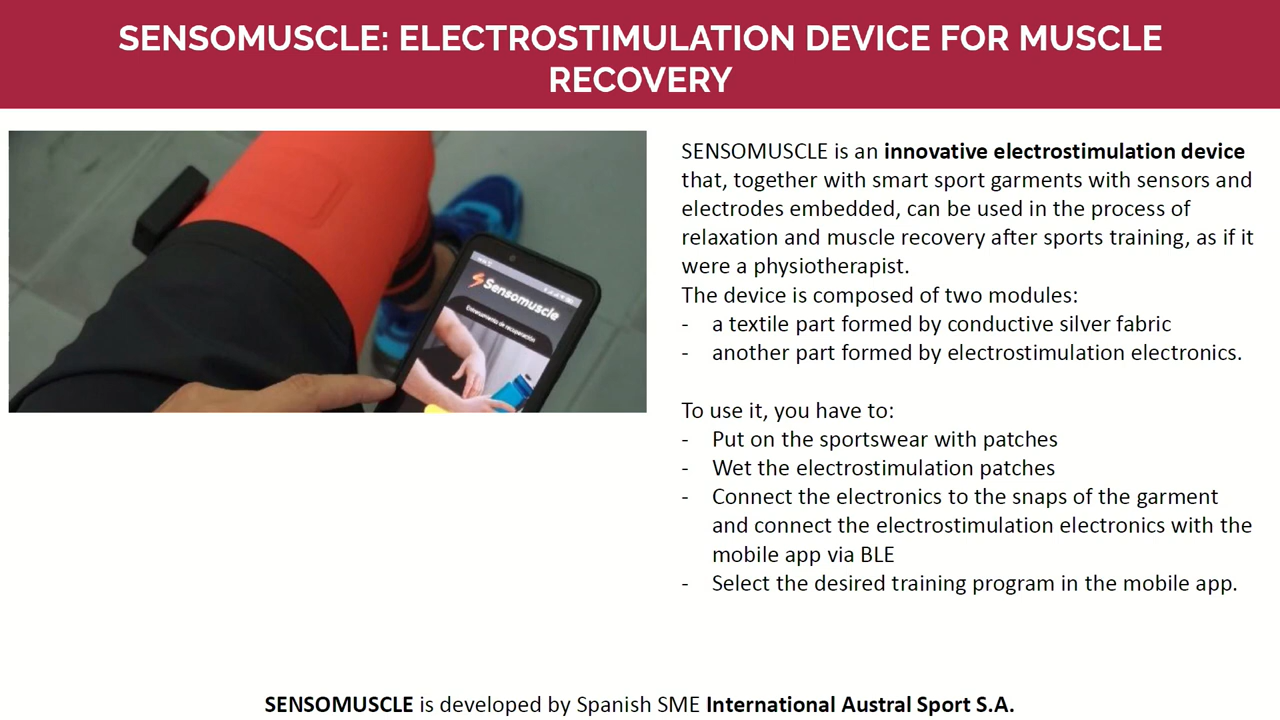 SENSOMUSCLE: ELECTROSTIMULATION DEVICE FOR MUSCLE
RECOVERY
Sensomuscle
Entrenamiento de recuperación
SENSOMUSCLE is an innovative electrostimulation device
that, together with smart sport garments with sensors and
electrodes embedded, can be used in the process of
relaxation and muscle recovery after sports training, as if it
were a physiotherapist.
The device is composed of two modules:
- a textile part formed by conductive silver fabric
- another part formed by electrostimulation electronics.
To use it, you have to:
- Put on the sportswear with patches
- Wet the electrostimulation patches
- Connect the electronics to the snaps of the garment
and connect the electrostimulation electronics with the
mobile app via BLE
- Select the desired training program in the mobile app.
SENSOMUSCLE is developed by Spanish SME International Austral Sport S.A.